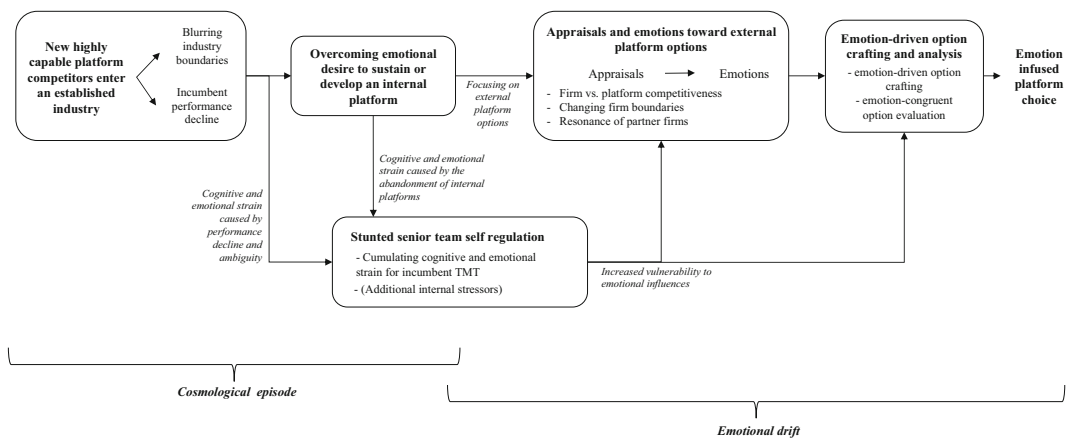 New highly
capable platform
competitors enter
an established
industry
Blurring
industry
boundaries
Incumbent
performance
decline
Overcoming emotional
desire to sustain or
develop an internal
platform
Focusing on
external
platform
options
Appraisals and emotions toward external
platform options
Appraisals
Emotions
- Firm vs. platform competitiveness
- Changing firm boundaries
- Resonance of partner firms
Emotion-driven option
crafting and analysis
- emotion-driven option
crafting
- emotion-congruent
option evaluation
Emotion
infused
platform
choice
Cognitive and
emotional strain
caused by
performance
decline and
ambiguity
Cognitive and emotional
strain caused by the
abandonment of internal
platforms
Stunted senior team self regulation
- Cumulating cognitive and emotional
strain for incumbent TMT
- (Additional internal stressors)
Increased vulnerability to
emotional influences
Cosmological episode
Emotional drift